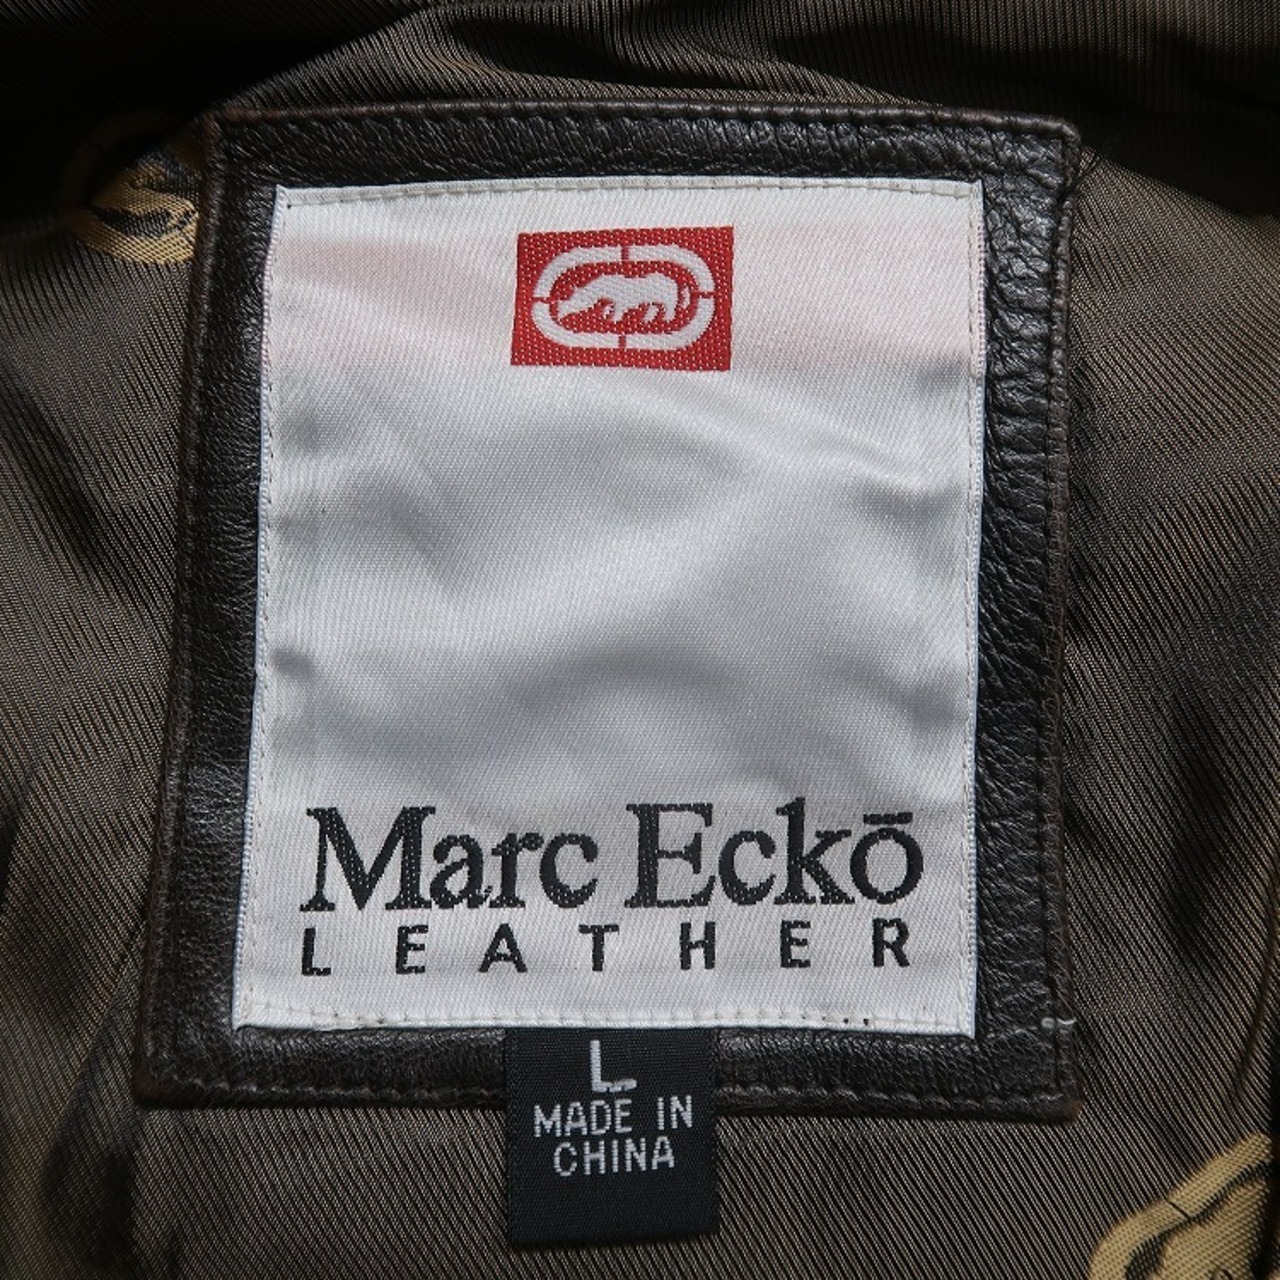 Marc Eckō
LEATHER
L
MADE IN
CHINA